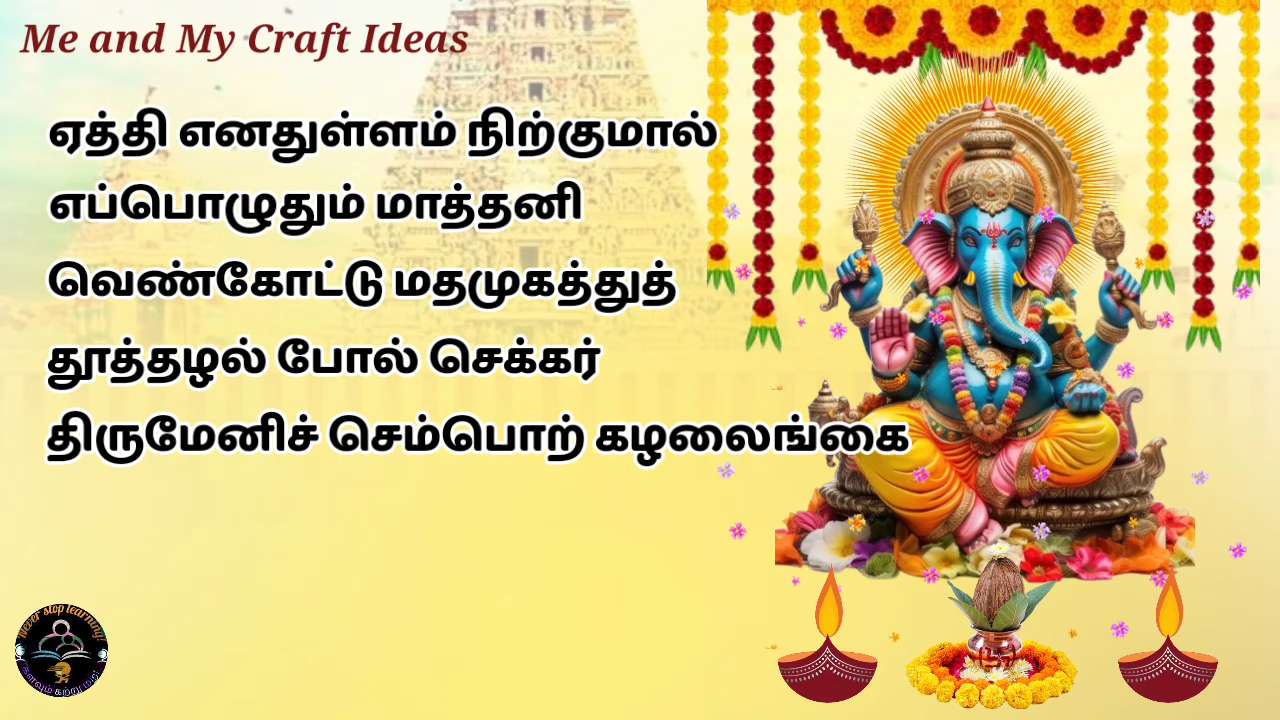 Me and My Craft Ideas
ஏத்தி எனதுள்ளம் நிற்குமால்
எப்பொழுதும் மாத்தனி
வெண்கோட்டு மதமுகத்துத்
தூத்தழல் போல் செக்கர்
திருமேனிச் செம்பொற் கழலைங்கை
Never stop learning!